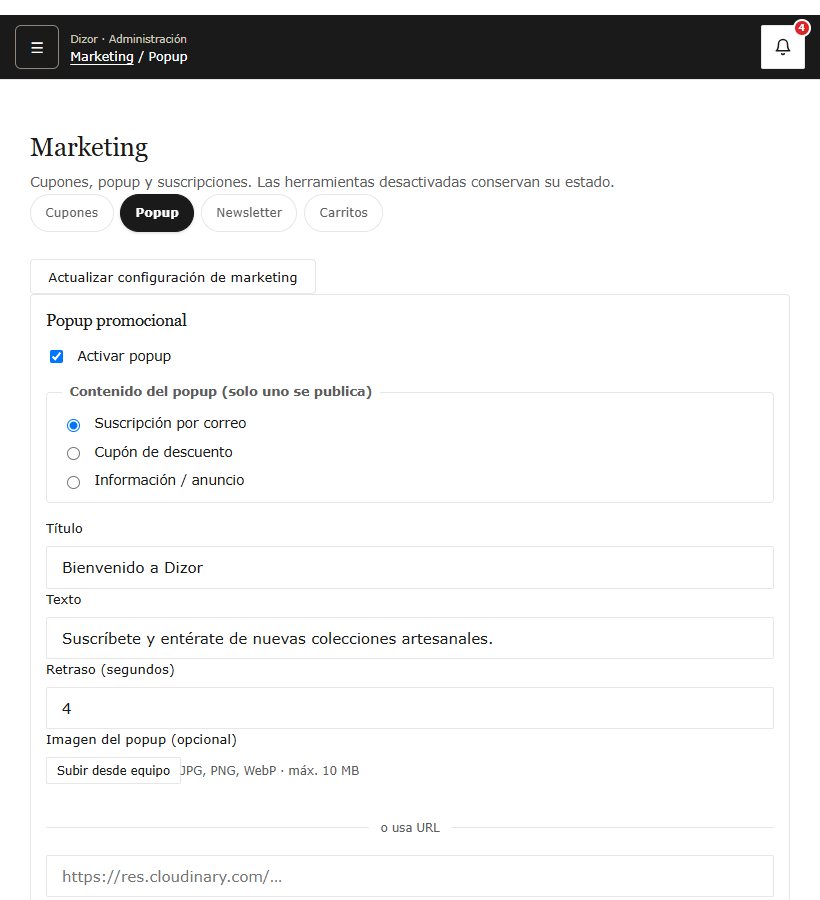 4
Dizor · Administración
Marketing / Popup
Marketing
Cupones, popup y suscripciones. Las herramientas desactivadas conservan su estado.
Cupones Popup Newsletter Carritos
Actualizar configuración de marketing
Popup promocional
Activar popup
Contenido del popup (solo uno se publica)
Suscripción por correo
Cupón de descuento
Información / anuncio
Título
Bienvenido a Dizor
Texto
Suscríbete y entérate de nuevas colecciones artesanales.
Retraso (segundos)
4
Imagen del popup (opcional)
Subir desde equipo JPG, PNG, WebP · máx. 10 MB
o usa URL
https://res.cloudinary.com/...